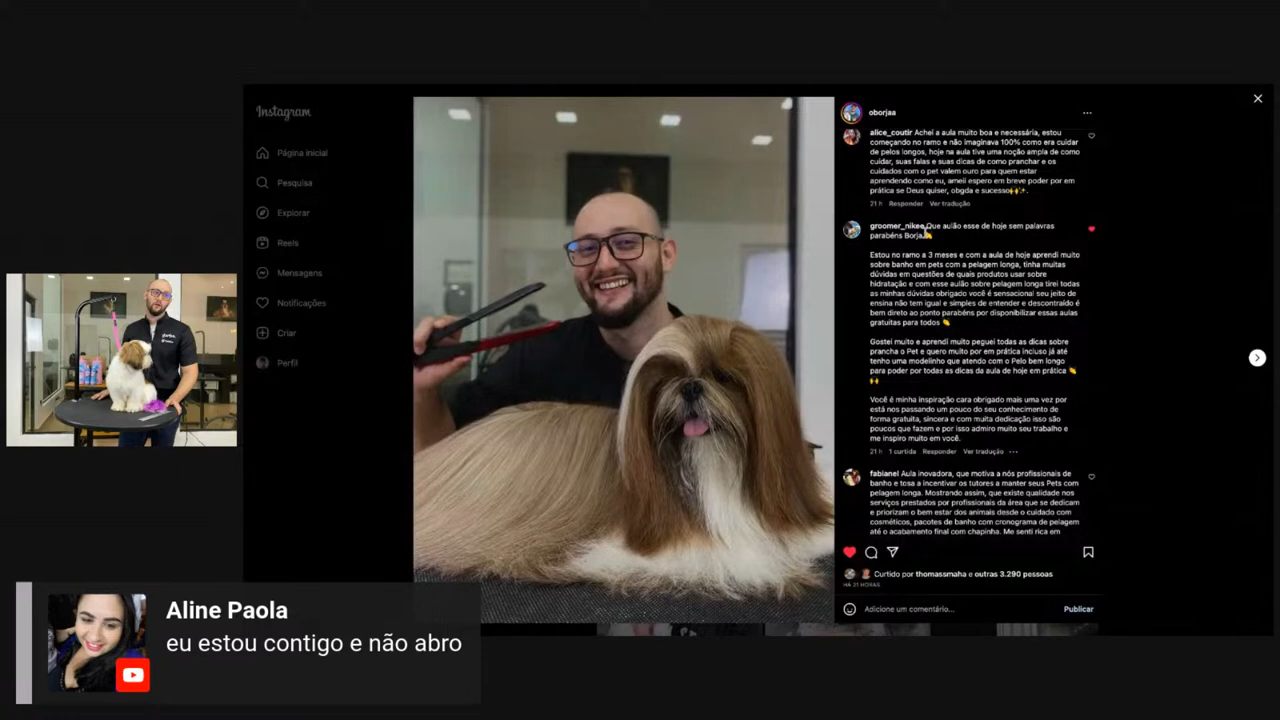 Instagram
Página inicial
Pesquisa
Explorar
Reels
Mensagens
Notificações
Criar
Perfil
oborjaa
alice_coutir Achei a aula muito boa e necessária, estou
começando no ramo e não imaginava 100% como era cuidar
de pelos longos, hoje na aula tive uma noção ampla de como
cuidar, suas falas e suas dicas de como pranchar e os
cuidados com o pet valem ouro para quem estar
aprendendo como eu, ameii espero em breve poder por em
prática se Deus quiser, obgda e sucesso🙌✨.
21 h Responder Ver tradução
groomer_nikee Que aulão esse de hoje sem palavras
parabéns Borja👏
Estou no ramo a 3 meses e com a aula de hoje aprendi muito
sobre banho em pets com a pelagem longa, tinha muitas
dúvidas em questões de quais produtos usar sobre
hidratação e com esse aulão sobre pelagem longa tirei todas
as minhas dúvidas obrigado você é sensacional seu jeito de
ensina não tem igual e simples de entender e descontraído é
bem direto ao ponto parabéns por disponibilizar essas aulas
gratuitas para todos 👏
Gostei muito e aprendi muito peguei todas as dicas sobre
prancha o Pet e quero muito por em prática incluso já até
tenho uma modelinho que atendo com o Pelo bem longo
para poder por todas as dicas da aula de hoje em prática 👏
🙌
Você é minha inspiração cara obrigado mais uma vez por
está nos passando um pouco do seu conhecimento de
forma gratuita, sincera e com muita dedicação isso são
pouque que fazem e por isso admiro muito seu trabalho e
me inspiro muito em você.
21 h 1 curtida Responder Ver tradução
fabianel Aula inovadora, que motiva a nós profissionais de
banho e tosa a incentivar os tutores a manter seus Pets com
pelagem longa. Mostrando assim, que existe qualidade nos
serviços prestados por profissionais da área que se dedicam
e priorizam o bem estar dos animais desde o cuidado com
cosméticos, pacotes de banho com cronograma de pelagem
até o acabamento final com chapinha. Me senti rica em
Curtido por thomassmaha e outras 3.290 pessoas
HÁ 21 HORAS
Adicione um comentário...
Publicar
Aline Paola
eu estou contigo e não abro